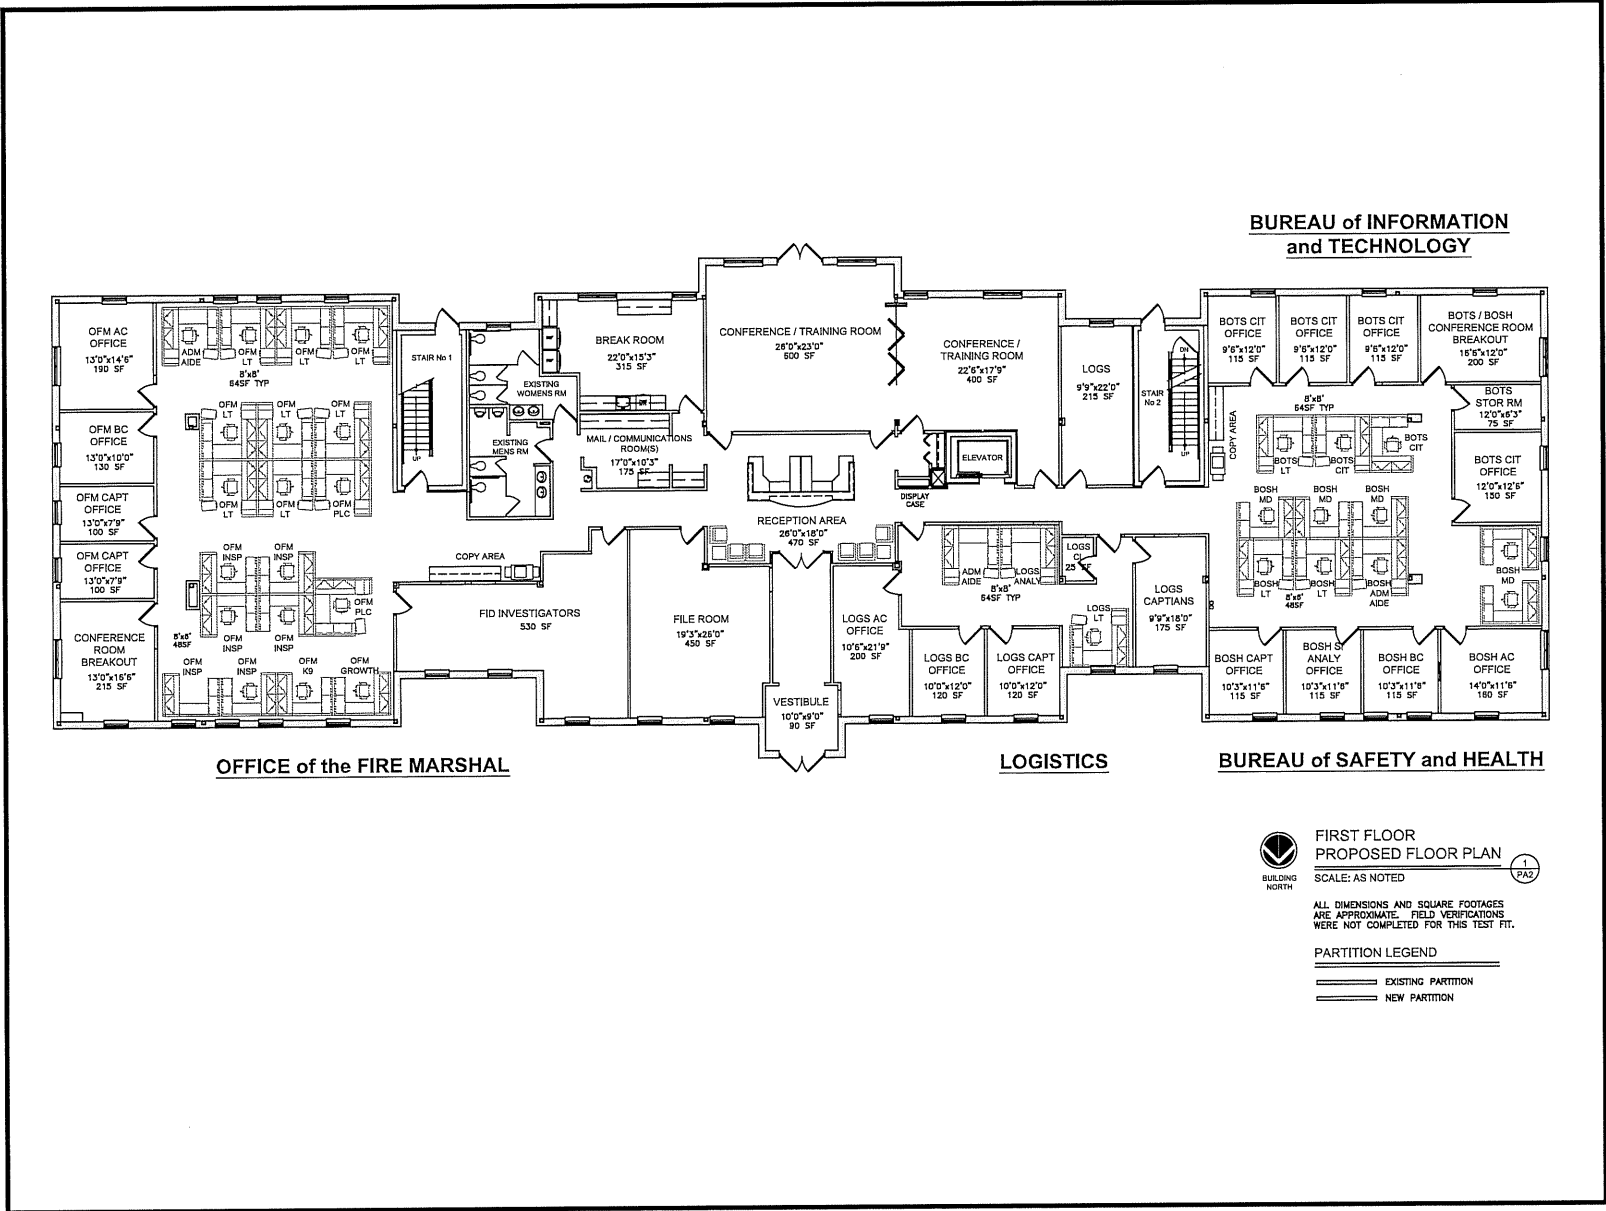 BUREAU of INFORMATION
and TECHNOLOGY
OFM AC
OFFICE
13'0"x14'6"
190 SF
ADM
AIDE
OFM
LT
OFM
LT
OFM
LT
8'x8'
64SF TYP
STAIR No 1
UP
EXISTING
WOMENS RM
BREAK ROOM
22'0"x15'3"
315 SF
CONFERENCE / TRAINING ROOM
26'0"x23'0"
600 SF
CONFERENCE /
TRAINING ROOM
22'6"x17'9"
400 SF
LOGS
9'9"x22'0"
215 SF
STAIR
No 2
DN
UP
BOTS CIT
OFFICE
9'6"x12'0"
115 SF
BOTS CIT
OFFICE
9'6"x12'0"
115 SF
BOTS CIT
OFFICE
9'6"x12'0"
115 SF
BOTS / BOSH
CONFERENCE ROOM
BREAKOUT
16'6"x12'0"
200 SF
BOTS
STOR RM
12'0"x6'3"
75 SF
8'x8'
64SF TYP
COPY AREA
BOTS
LT
BOTS
CIT
BOTS
CIT
BOTS CIT
OFFICE
12'0"x12'6"
150 SF
OFM BC
OFFICE
13'0"x10'0"
130 SF
OFM
LT
OFM
LT
OFM
LT
OFM
LT
OFM
LT
OFM
PLC
EXISTING
MENS RM
MAIL / COMMUNICATIONS
ROOM(S)
17'0"x10'3"
175 SF
ELEVATOR
DISPLAY
CASE
OFM CAPT
OFFICE
13'0"x7'9"
100 SF
OFM CAPT
OFFICE
13'0"x7'9"
100 SF
RECEPTION AREA
26'0"x18'0"
470 SF
BOSH
MD
BOSH
MD
BOSH
MD
BOSH
LT
8'x6'
48SF
BOSH
LT
BOSH
ADM
AIDE
BOSH
MD
OFM
INSP
OFM
INSP
OFM
PLC
OFM
INSP
OFM
INSP
8'x6'
48SF
COPY AREA
FID INVESTIGATORS
530 SF
FILE ROOM
19'3"x26'0"
450 SF
LOGS AC
OFFICE
10'6"x21'9"
200 SF
ADM
AIDE
LOGS
ANALY
8'x8'
64SF TYP
LOGS
CL
25 SF
LOGS
LT
LOGS
CAPTIANS
9'9"x18'0"
175 SF
CONFERENCE
ROOM
BREAKOUT
13'0"x16'6"
215 SF
OFM
INSP
OFM
INSP
OFM
K9
OFM
GROWTH
VESTIBULE
10'0"x9'0"
90 SF
LOGS BC
OFFICE
10'0"x12'0"
120 SF
LOGS CAPT
OFFICE
10'0"x12'0"
120 SF
BOSH CAPT
OFFICE
10'3"x11'6"
115 SF
BOSH SF
ANALY
OFFICE
10'3"x11'6"
115 SF
BOSH BC
OFFICE
10'3"x11'6"
115 SF
BOSH AC
OFFICE
14'0"x11'6"
160 SF
OFFICE of the FIRE MARSHAL
LOGISTICS
BUREAU of SAFETY and HEALTH
BUILDING
NORTH
FIRST FLOOR
PROPOSED FLOOR PLAN
SCALE: AS NOTED
1
PA2
ALL DIMENSIONS AND SQUARE FOOTAGES
ARE APPROXIMATE. FIELD VERIFICATIONS
WERE NOT COMPLETED FOR THIS TEST FIT.
PARTITION LEGEND
EXISTING PARTITION
NEW PARTITION